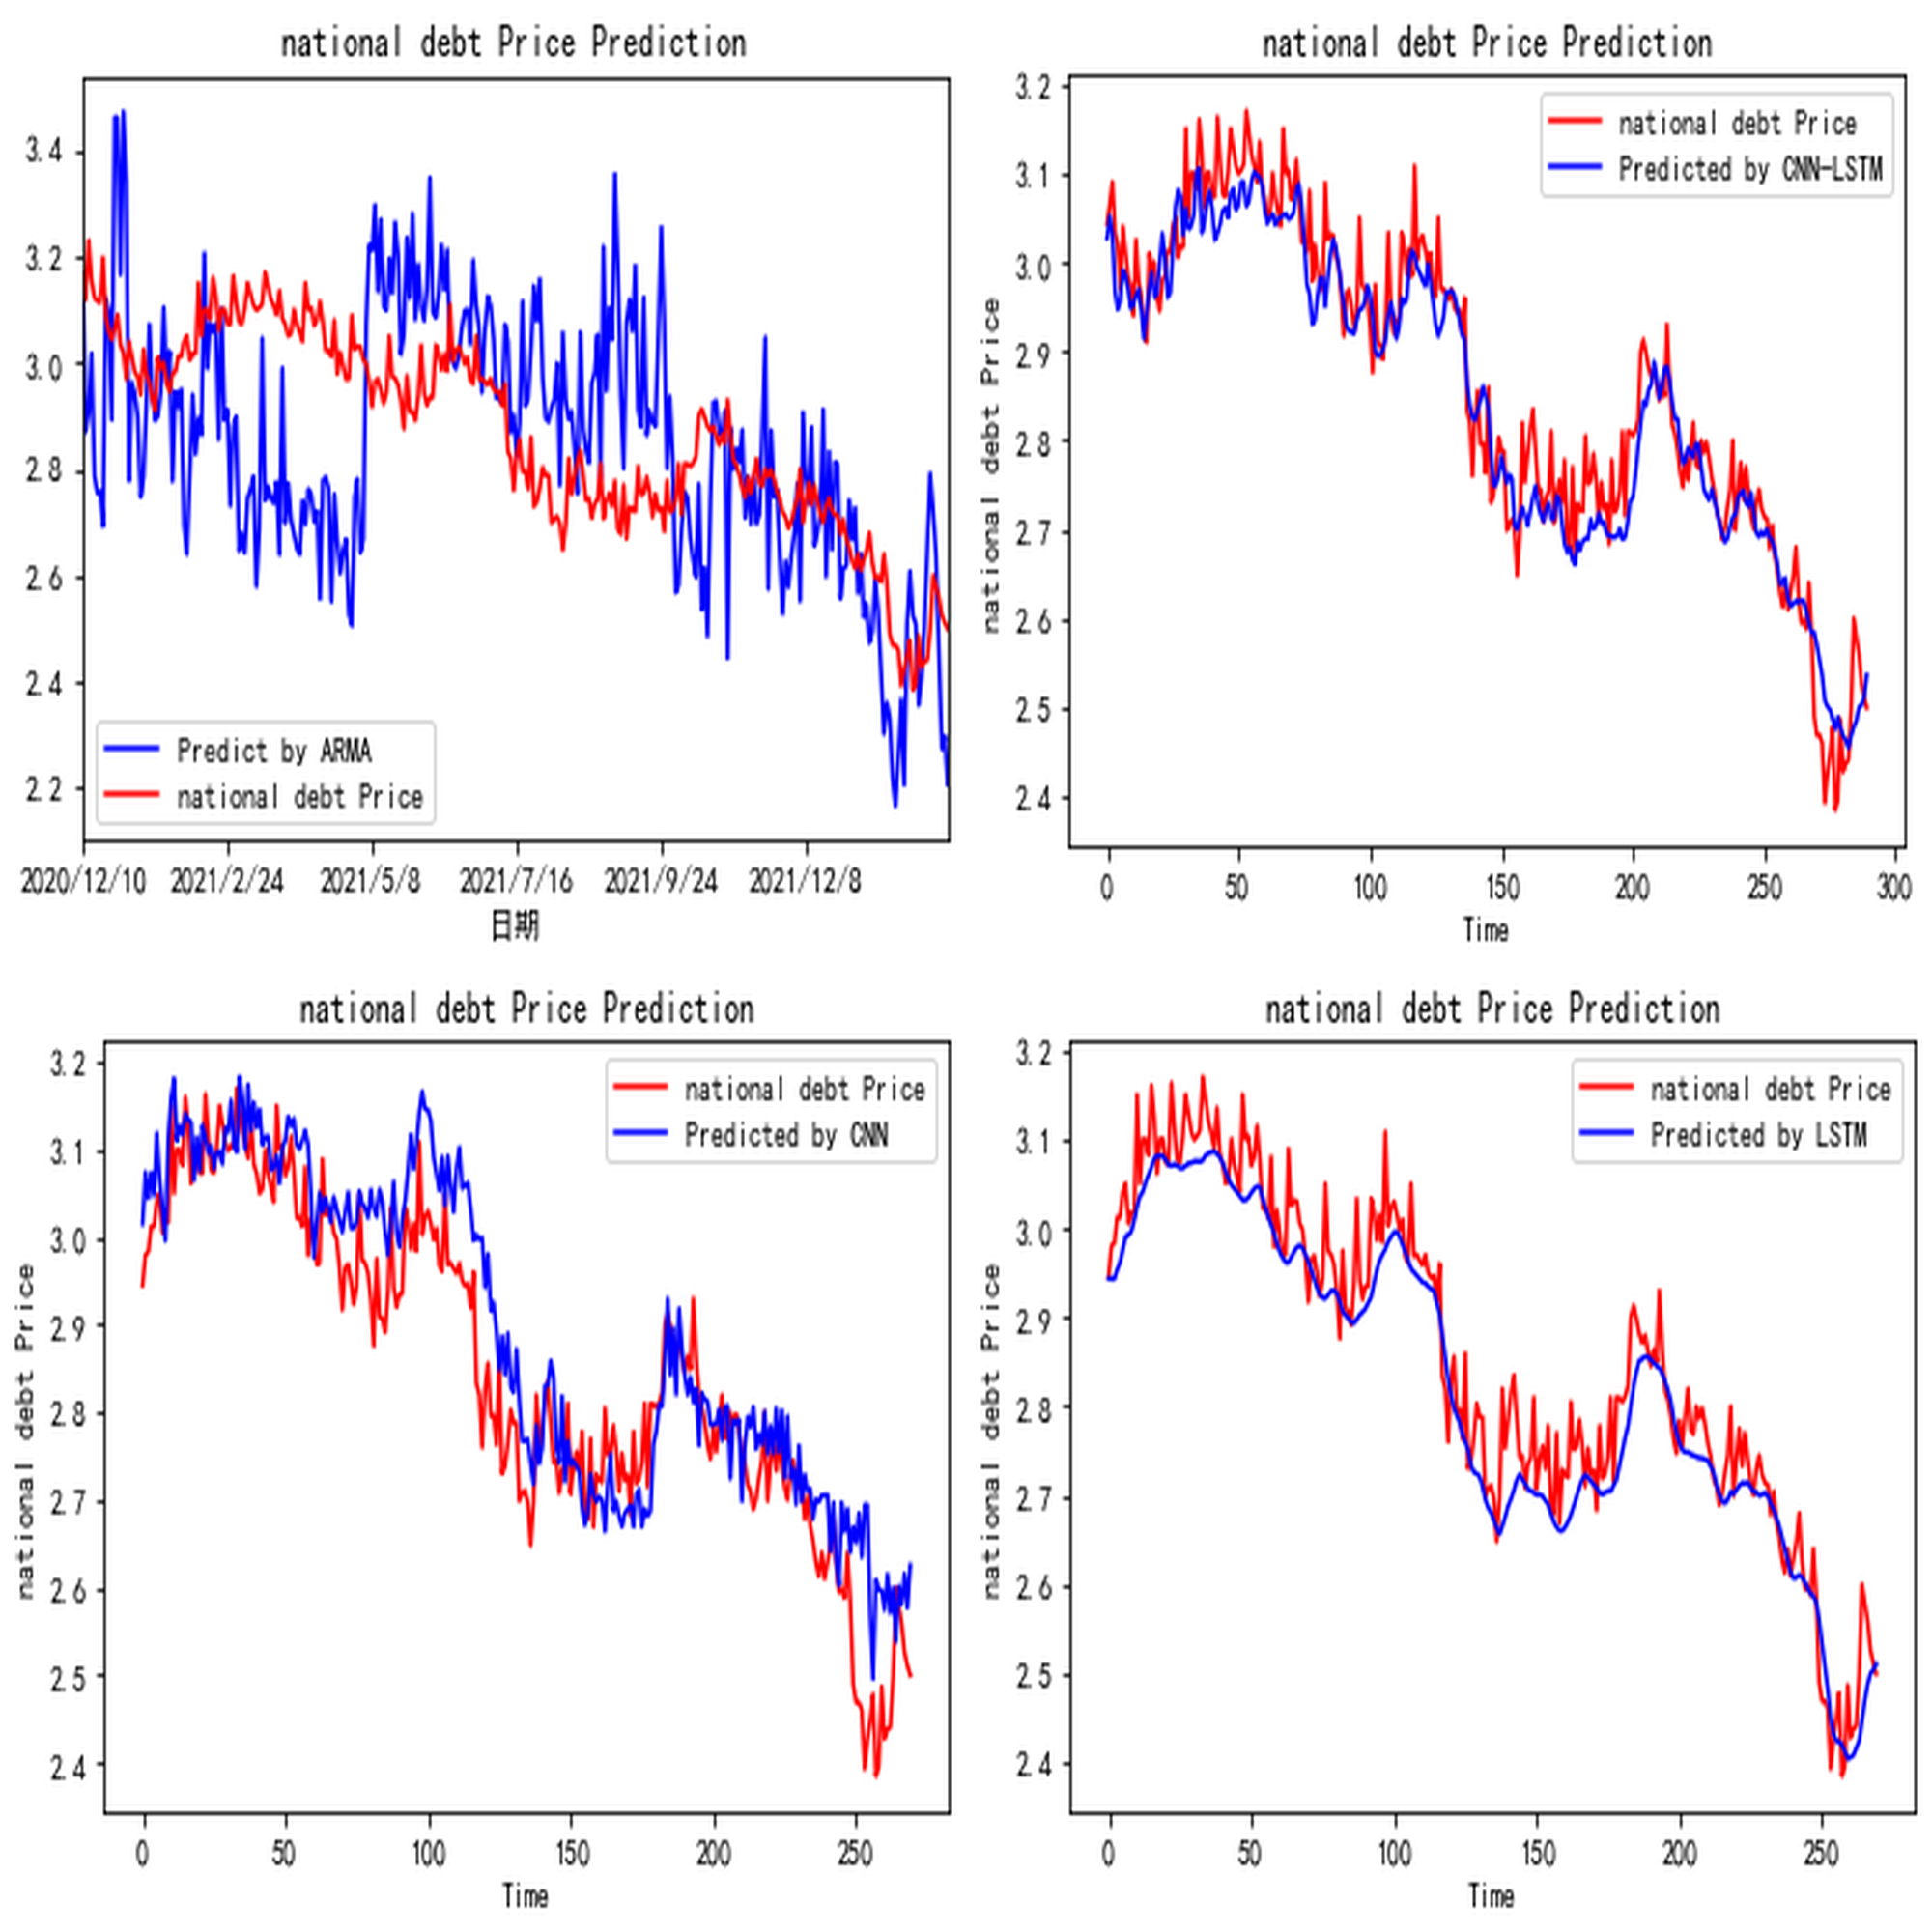 national debt Price Prediction
3.4
3.2
3.0
2.8
2.6
2.4
2.2
Predict by ARMA
national debt Price
2020/12/10 2021/2/24 2021/5/8 2021/7/16 2021/9/24 2021/12/8
日期
national debt Price Prediction
national debt Price
3.2
3.1
3.0
2.9
2.8
2.7
2.6
2.5
2.4
national debt Price
Predicted by CNN-LSTM
0 50 100 150 200 250 300
Time
national debt Price Prediction
national debt Price
3.2
3.1
3.0
2.9
2.8
2.7
2.6
2.5
2.4
national debt Price
Predicted by CNN
0 50 100 150 200 250
Time
national debt Price Prediction
national debt Price
3.2
3.1
3.0
2.9
2.8
2.7
2.6
2.5
2.4
national debt Price
Predicted by LSTM
0 50 100 150 200 250
Time